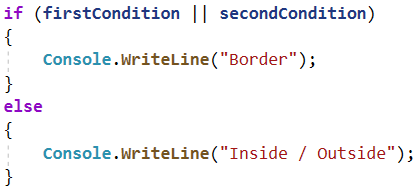 if (firstCondition || secondCondition)
{
    Console.WriteLine("Border");
}
else
{
    Console.WriteLine("Inside / Outside");
}